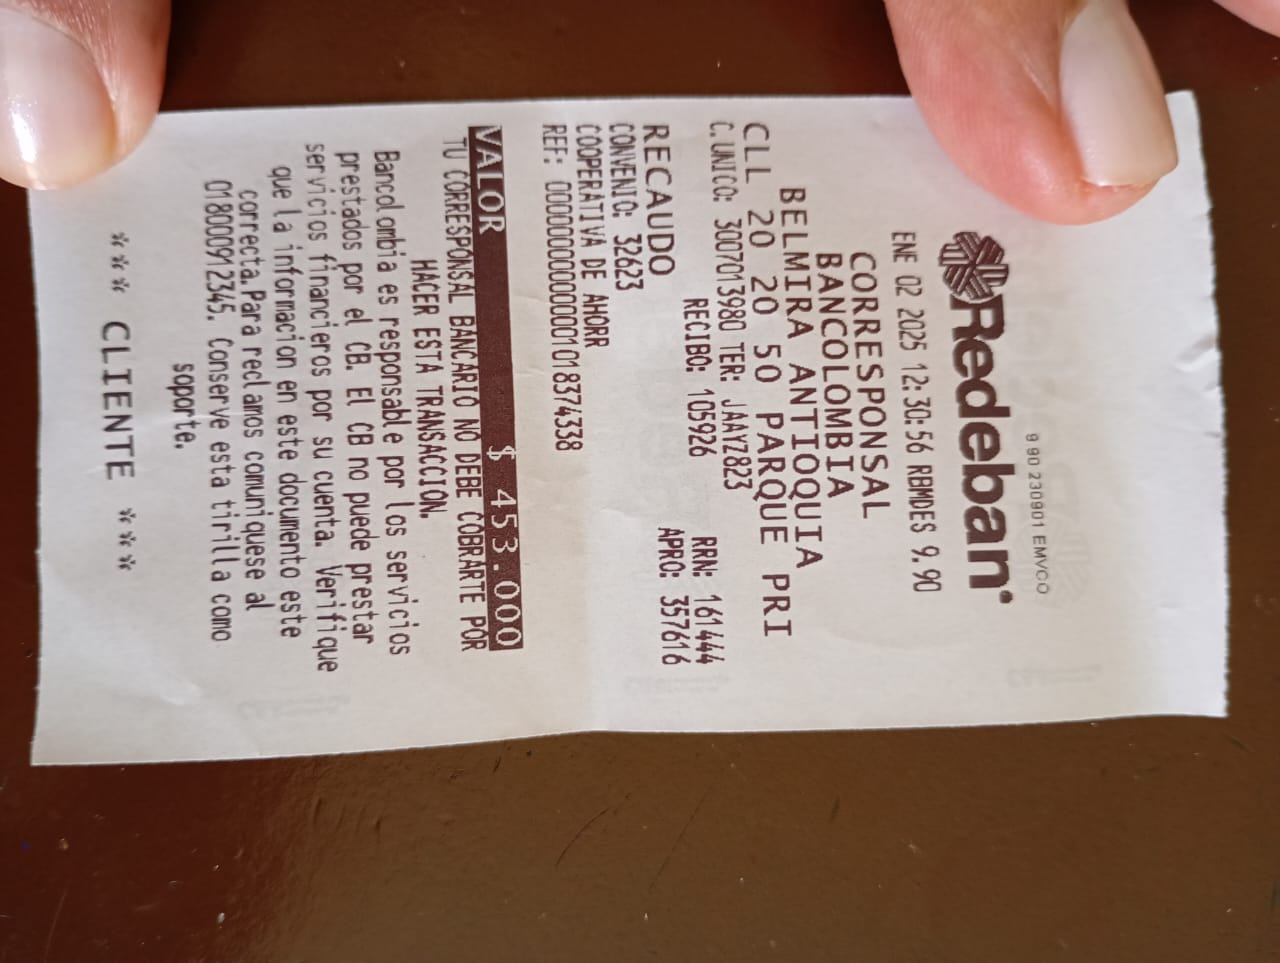 9 90 230901 EMVCO
Redeban
ENE 02 2025 12:30:56 RBMDES 9.90
CORRESPONSAL
BANCOLOMBIA
BELMIRA ANTIOQUIA
CLL 20 20 50 PARQUE PRI
C.UNICO: 3007013980 TER: JAAYZ823
RECIBO: 105926 RRN: 161444
RECAUDO APRO: 357616
CONVENIO: 32623
COOPERATIVA DE AHORR
REF: 000000000000001018374338
VALOR $ 453.000
TU CORRESPONSAL BANCARIO NO DEBE COBRARTE POR
HACER ESTA TRANSACCION.
Bancolombia es responsable por los servicios
prestados por el CB. El CB no puede prestar
servicios financieros por su cuenta. Verifique
que la informacion en este documento este
correcta.Para reclamos comuniquese al
018000912345. Conserve esta tirilla como
soporte.
*** CLIENTE ***